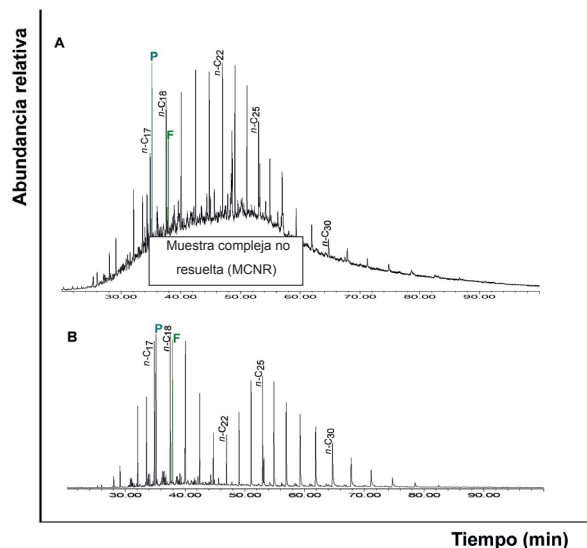 Abundancia relativa
A
P
n-C17
n-C18
F
n-C22
n-C25
n-C30
Muestra compleja no
resuelta (MCNR)
30.00 40.00 50.00 60.00 70.00 80.00 90.00
B
n-C17
P
n-C18
F
n-C22
n-C25
n-C30
30.00 40.00 50.00 60.00 70.00 80.00 90.00
Tiempo (min)